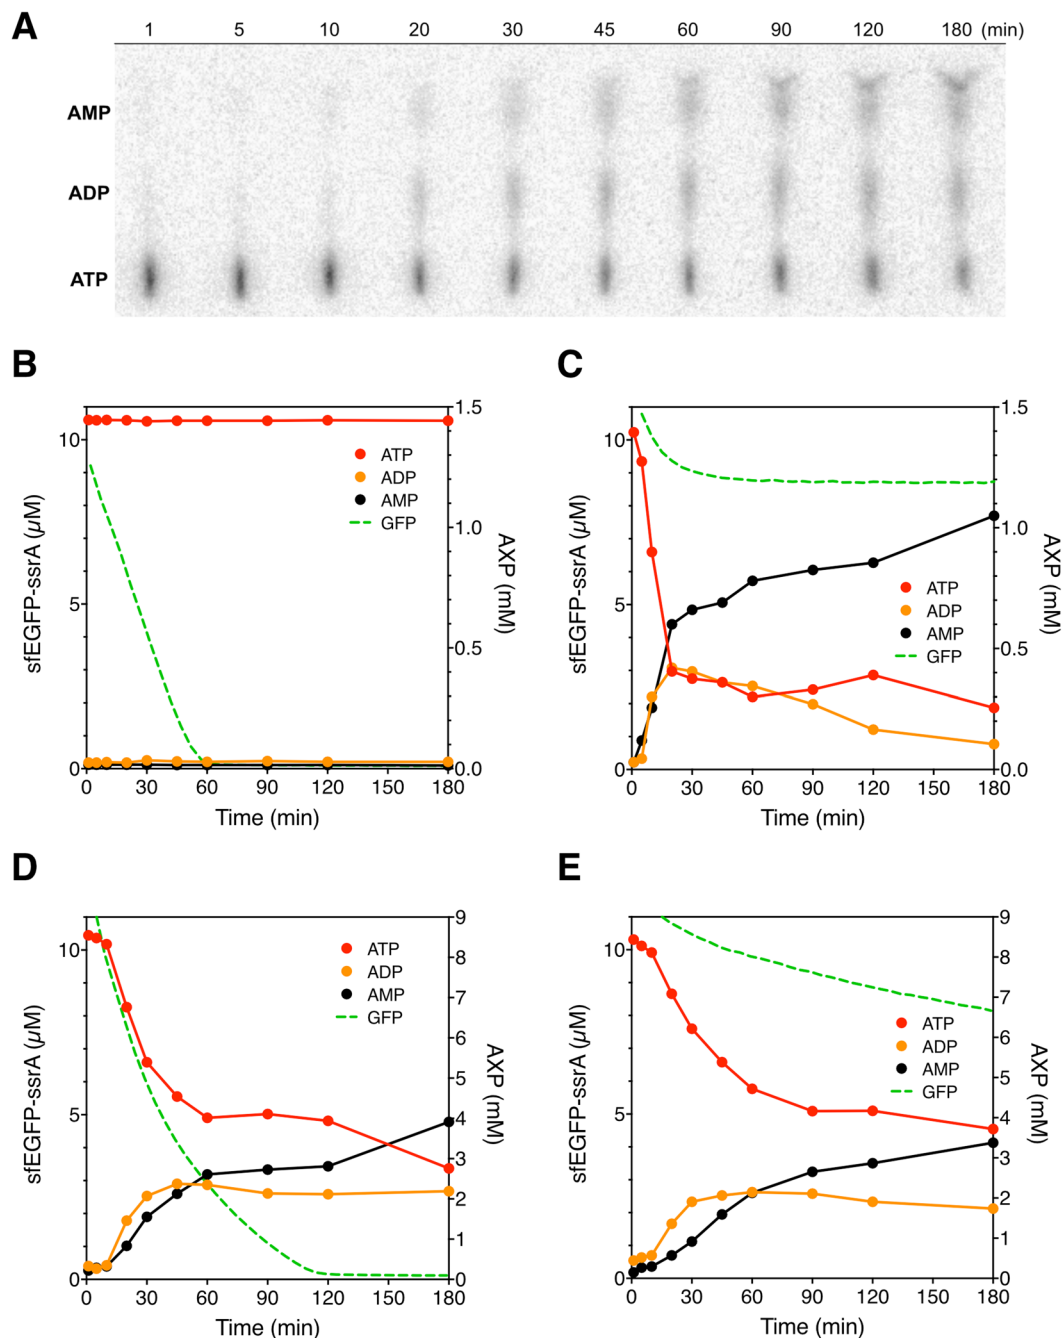 A
1 5 10 20 30 45 60 90 120 180 (min)
AMP
ADP
ATP
B
sfEGFP-ssrA (µM)
10
5
0
1.5
1.0
0.5
0.0
AXP (mM)
ATP
ADP
AMP
GFP
0 30 60 90 120 150 180
Time (min)
C
sfEGFP-ssrA (µM)
10
5
0
1.5
1.0
0.5
0.0
AXP (mM)
ATP
ADP
AMP
GFP
0 30 60 90 120 150 180
Time (min)
D
sfEGFP-ssrA (µM)
10
5
0
9
8
7
6
5
4
3
2
1
0
AXP (mM)
ATP
ADP
AMP
GFP
0 30 60 90 120 150 180
Time (min)
E
sfEGFP-ssrA (µM)
10
5
0
9
8
7
6
5
4
3
2
1
0
AXP (mM)
ATP
ADP
AMP
GFP
0 30 60 90 120 150 180
Time (min)